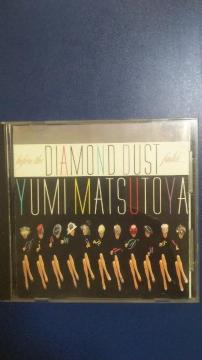 before the DIAMOND DUST fades...
YUMI MATSUTOYA